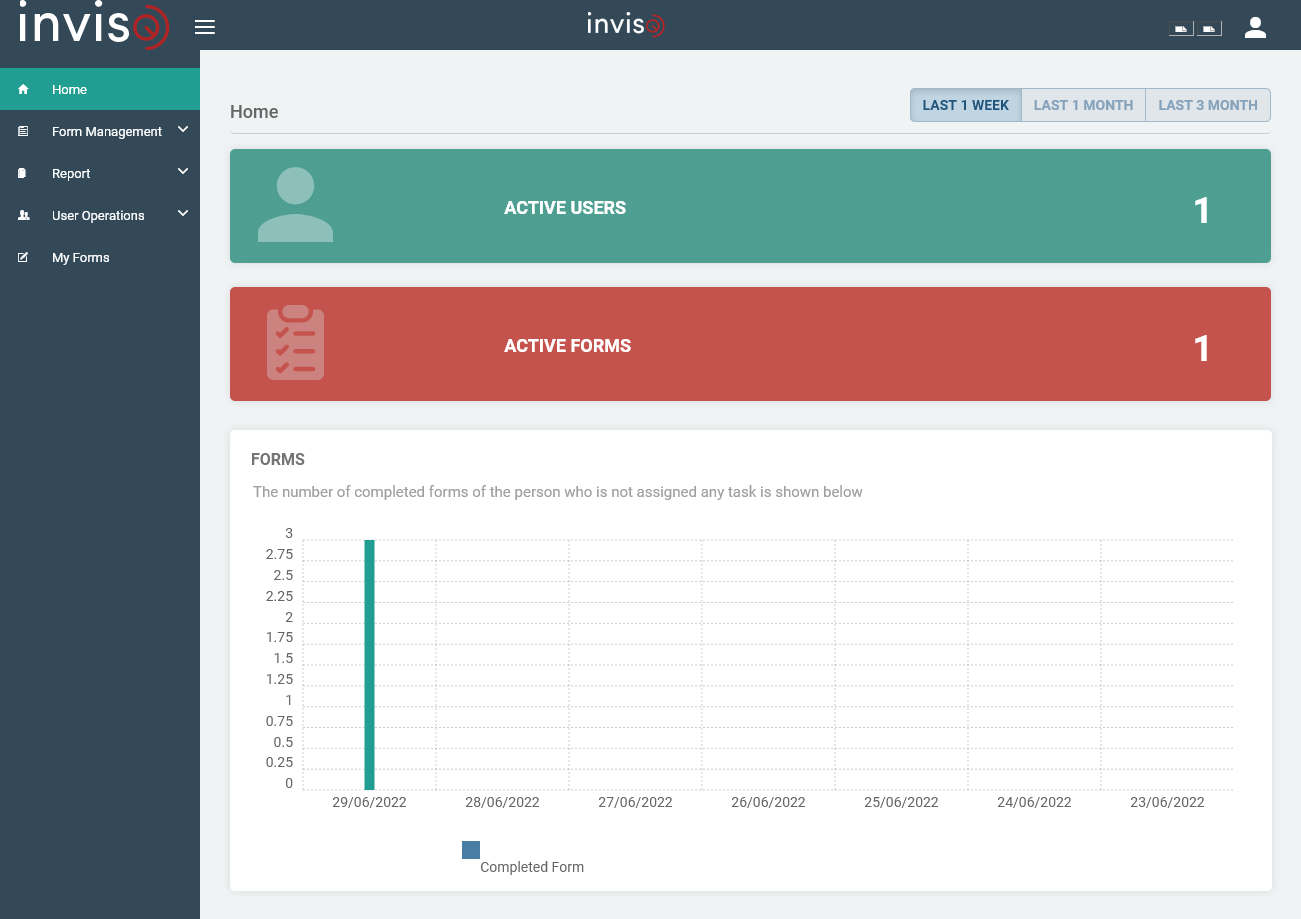 invis
invis
Home
Form Management
Report
User Operations
My Forms
Home
LAST 1 WEEK LAST 1 MONTH LAST 3 MONTH
ACTIVE USERS 1
ACTIVE FORMS 1
FORMS
The number of completed forms of the person who is not assigned any task is shown below
3
2.75
2.5
2.25
2
1.75
1.5
1.25
1
0.75
0.5
0.25
0
29/06/2022 28/06/2022 27/06/2022 26/06/2022 25/06/2022 24/06/2022 23/06/2022
Completed Form